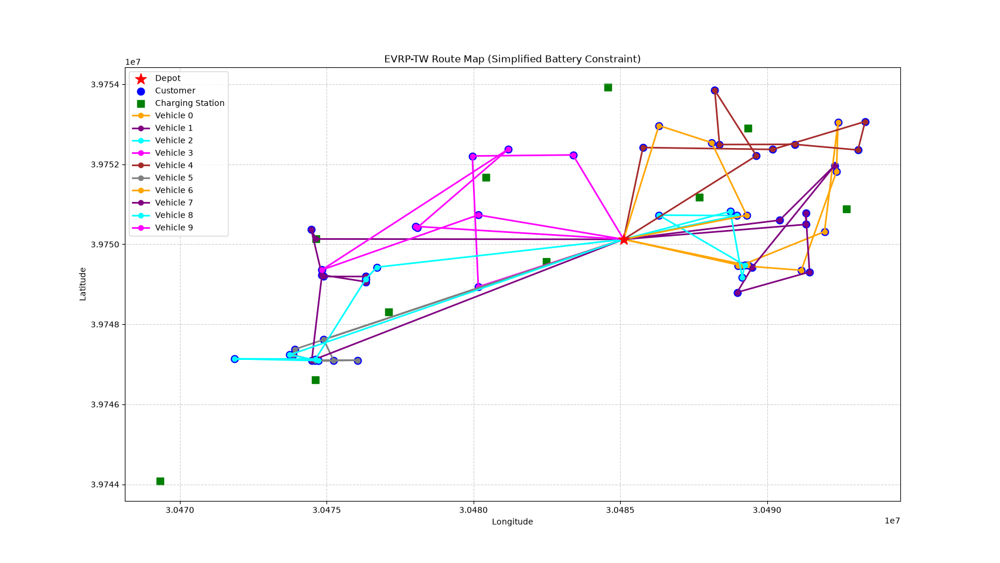 EVRP-TW Route Map (Simplified Battery Constraint)
1e7
Depot
Customer
Charging Station
Vehicle 0
Vehicle 1
Vehicle 2
Vehicle 3
Vehicle 4
Vehicle 5
Vehicle 6
Vehicle 7
Vehicle 8
Vehicle 9
3.9754
3.9752
3.9750
3.9748
3.9746
3.9744
Latitude
3.0470
3.0475
3.0480
3.0485
3.0490
Longitude
1e7